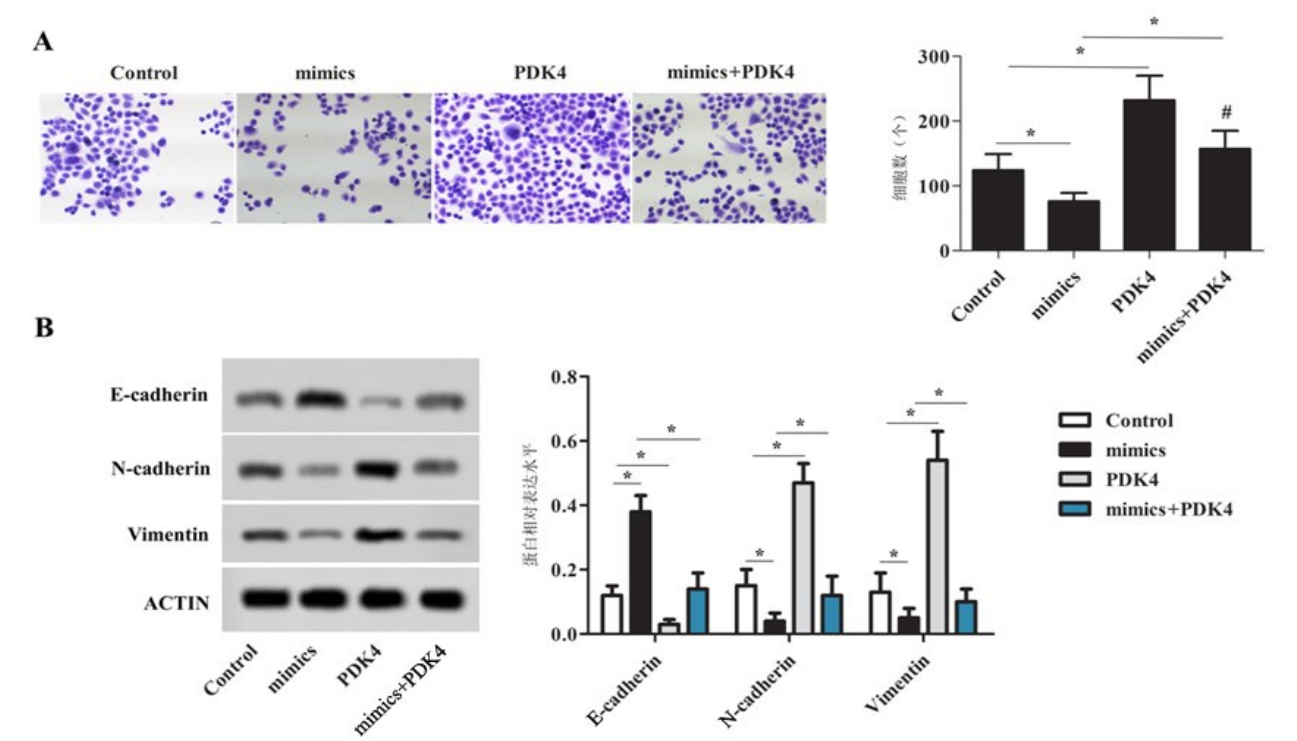 A
Control
mimics
PDK4
mimics+PDK4
*
*
*
#
细胞数（个）
300
200
100
0
Control
mimics
PDK4
mimics+PDK4
B
E-cadherin
N-cadherin
Vimentin
ACTIN
Control
mimics
PDK4
mimics+PDK4
蛋白相对表达水平
0.8
0.6
0.4
0.2
0.0
*
*
*
*
*
*
*
*
*
E-cadherin
N-cadherin
Vimentin
Control
mimics
PDK4
mimics+PDK4